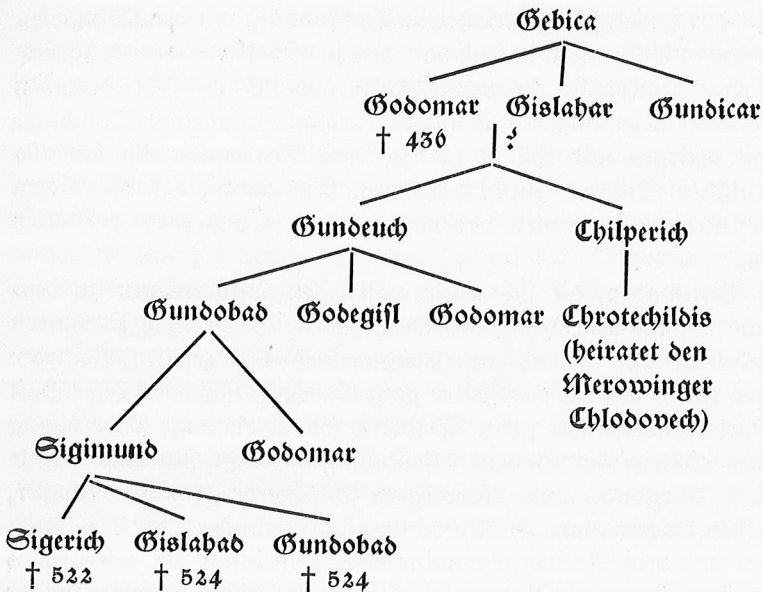 Gebica
Godomar Gislahar Gundicar
† 436 ?
Gundeuch Chilperich
Gundobad Godegisl Godomar Chrotechildis
(heiratet den
Merowinger
Chlodovech)
Sigimund Godomar
Sigerich Gislahad Gundobad
† 522 † 524 † 524